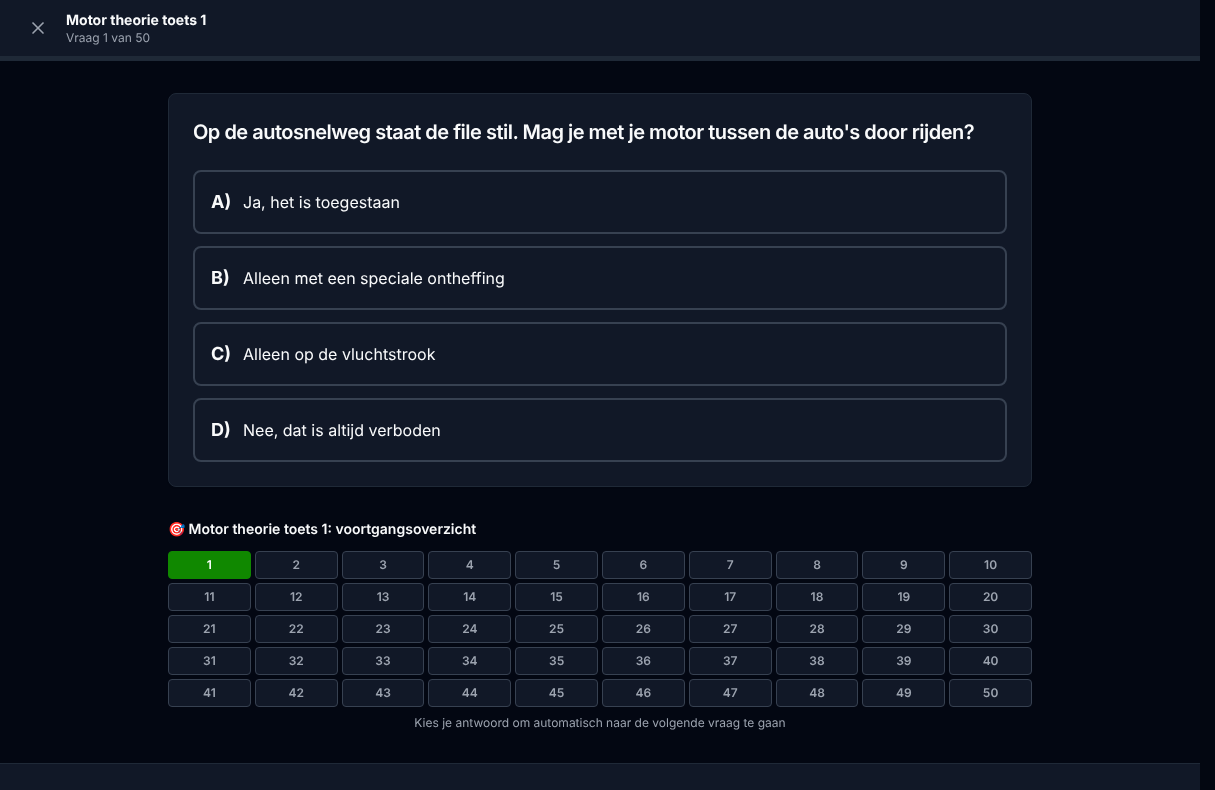 Motor theorie toets 1
Vraag 1 van 50
Op de autosnelweg staat de file stil. Mag je met je motor tussen de auto's door rijden?
A) Ja, het is toegestaan
B) Alleen met een speciale ontheffing
C) Alleen op de vluchtstrook
D) Nee, dat is altijd verboden
🎯 Motor theorie toets 1: voortgangsoverzicht
1 2 3 4 5 6 7 8 9 10
11 12 13 14 15 16 17 18 19 20
21 22 23 24 25 26 27 28 29 30
31 32 33 34 35 36 37 38 39 40
41 42 43 44 45 46 47 48 49 50
Kies je antwoord om automatisch naar de volgende vraag te gaan